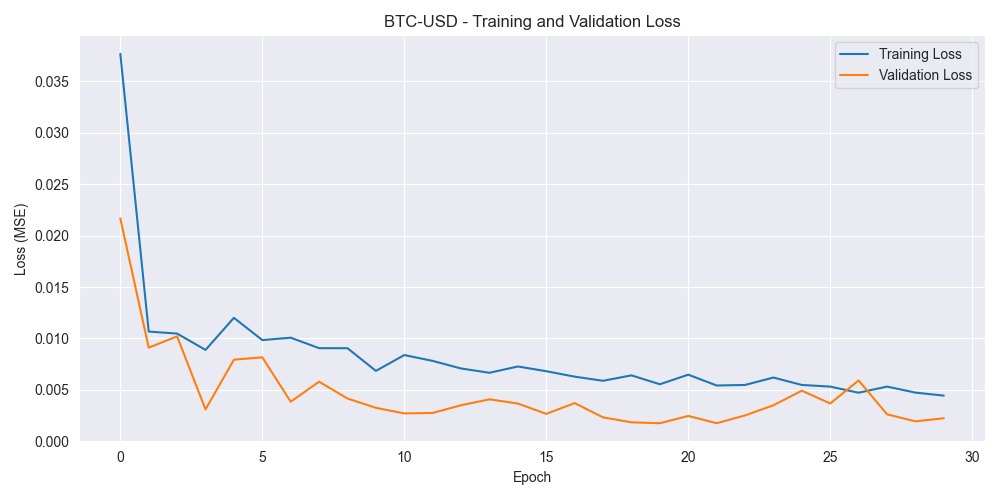 BTC-USD - Training and Validation Loss
Training Loss
Validation Loss
Loss (MSE)
0.035
0.030
0.025
0.020
0.015
0.010
0.005
0.000
0 5 10 15 20 25 30
Epoch